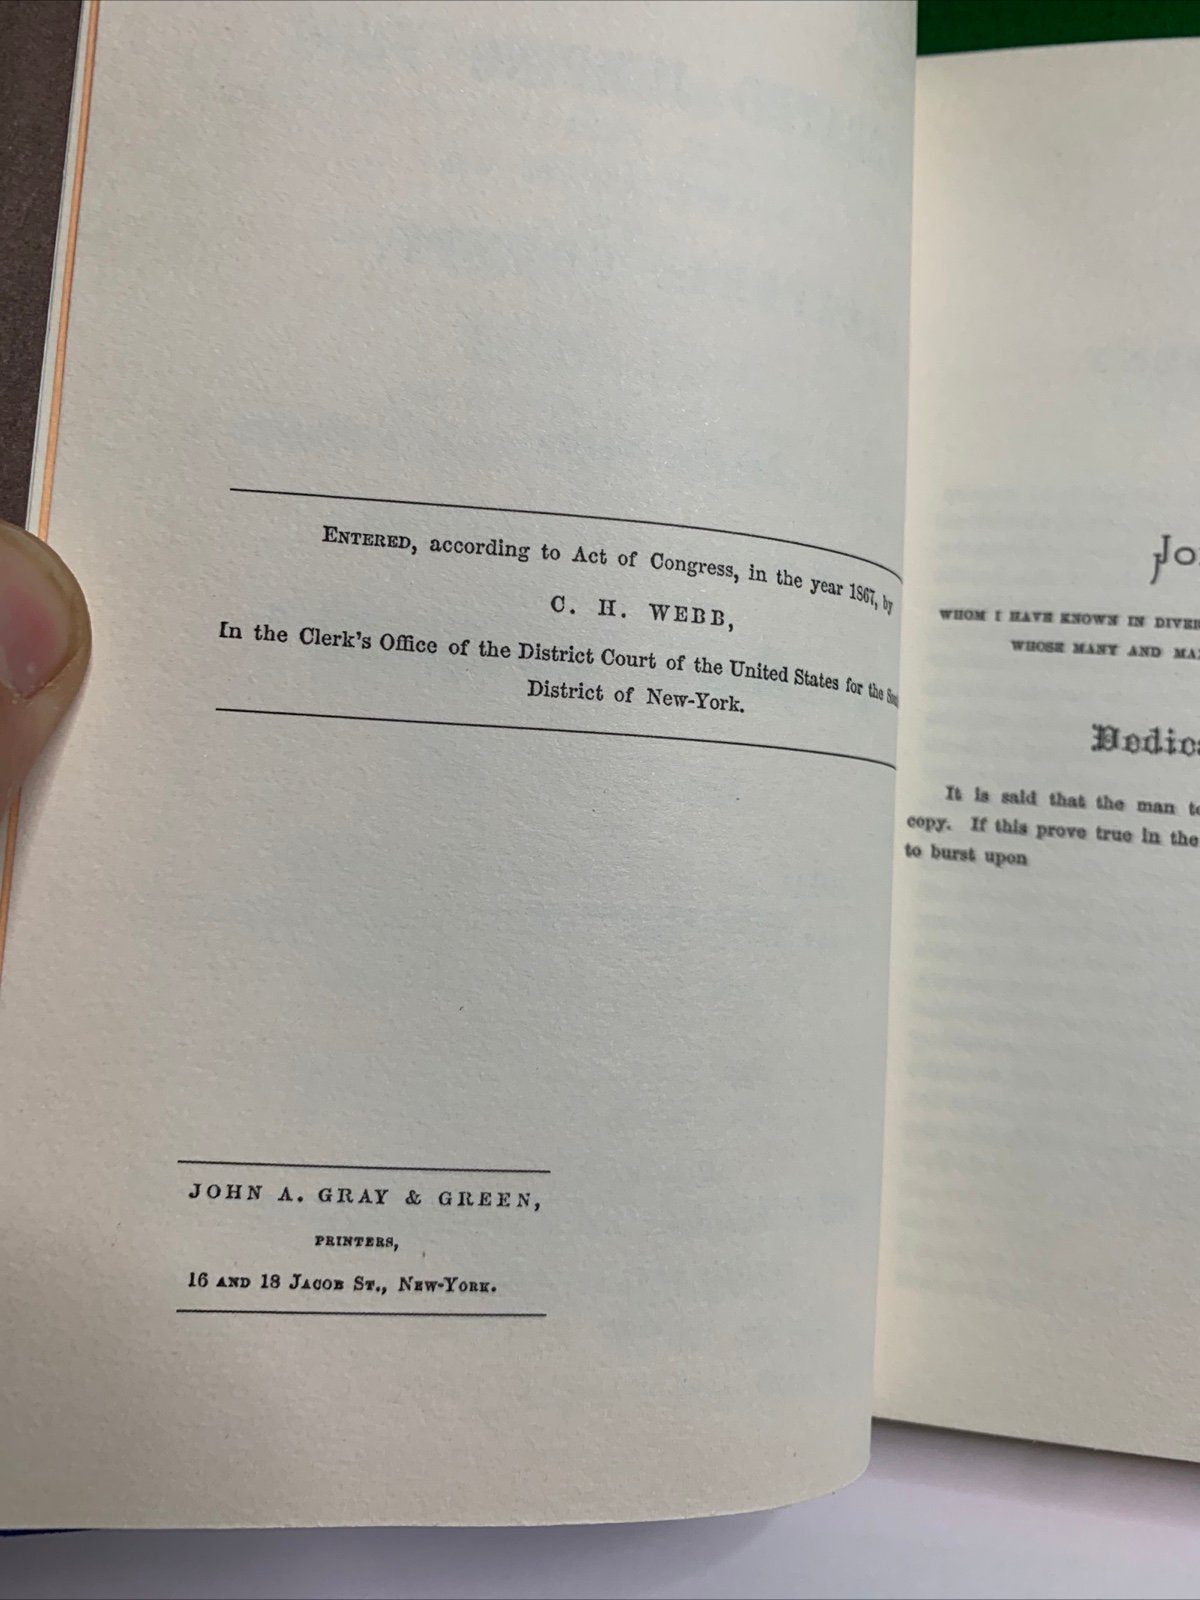 ENTERED, according to Act of Congress, in the year 1867, by
C. H. WEBB,
In the Clerk's Office of the District Court of the United States for the
District of New-York.
JOHN A. GRAY & GREEN,
PRINTERS,
16 AND 18 JACOB ST., NEW-YORK.
WHOM I HAVE KNOWN IN
WHOSE MANY AND
It is said that the man
copy. If this prove true in the
to burst upon